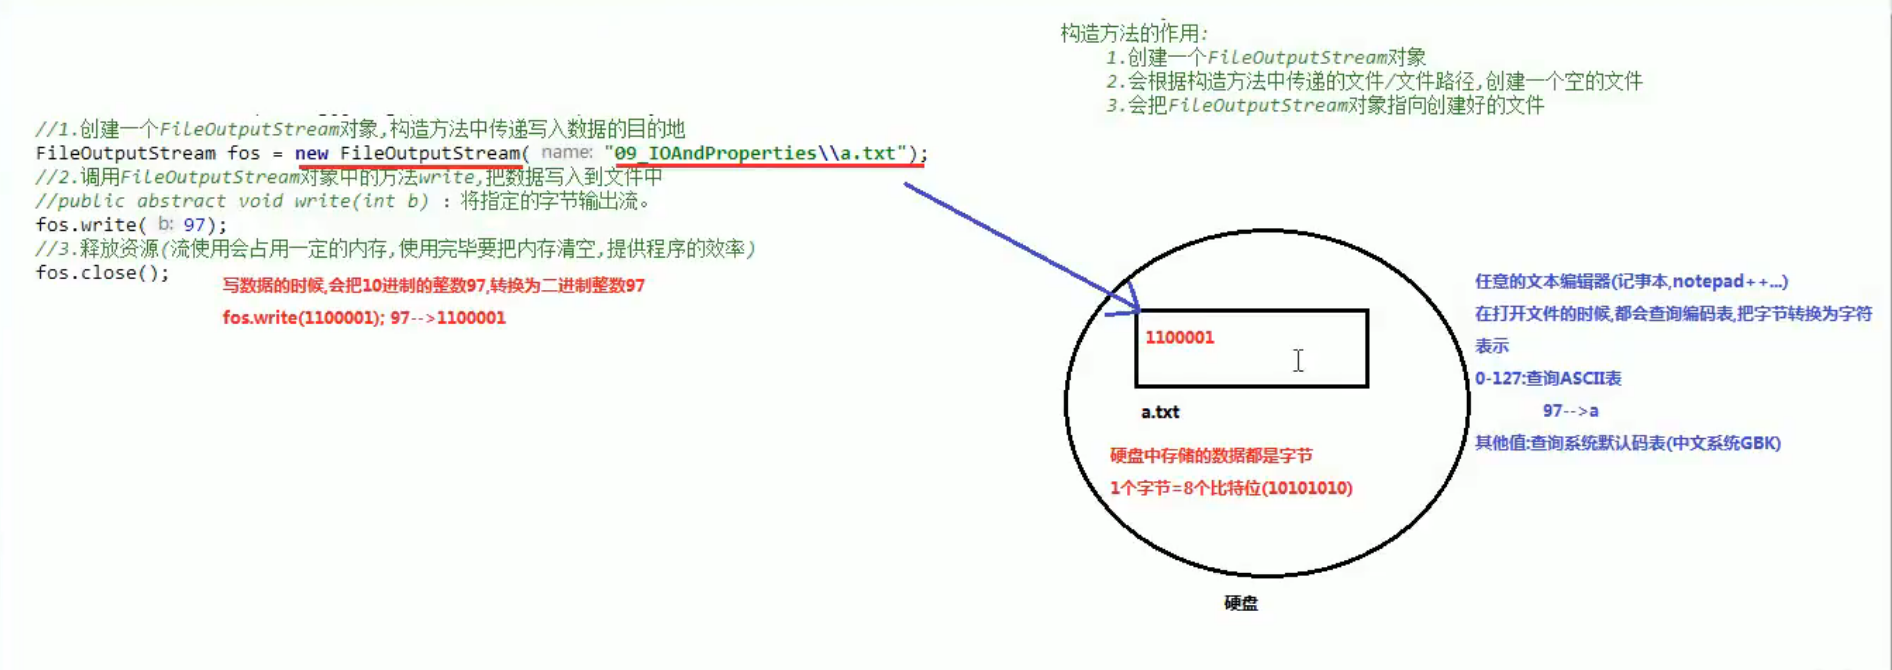 构造方法的作用:
1.创建一个FileOutputStream对象
2.会根据构造方法中传递的文件/文件路径,创建一个空的文件
3.会把FileOutputStream对象指向创建好的文件
//1.创建一个FileOutputStream对象,构造方法中传递写入数据的目的地
FileOutputStream fos = new FileOutputStream( name: "09_IOAndProperties\\a.txt");
//2.调用FileOutputStream对象中的方法write,把数据写入到文件中
//public abstract void write(int b) : 将指定的字节输出流。
fos.write( b: 97);
//3.释放资源(流使用会占用一定的内存,使用完毕要把内存清空,提供程序的效率)
fos.close();
写数据的时候,会把10进制的整数97,转换为二进制整数97
fos.write(1100001); 97-->1100001
1100001
a.txt
硬盘中存储的数据都是字节
1个字节=8个比特位(10101010)
硬盘
任意的文本编辑器(记事本,notepad++...)
在打开文件的时候,都会查询编码表,把字节转换为字符
表示
0-127:查询ASCII表
97-->a
其他值:查询系统默认码表(中文系统GBK)